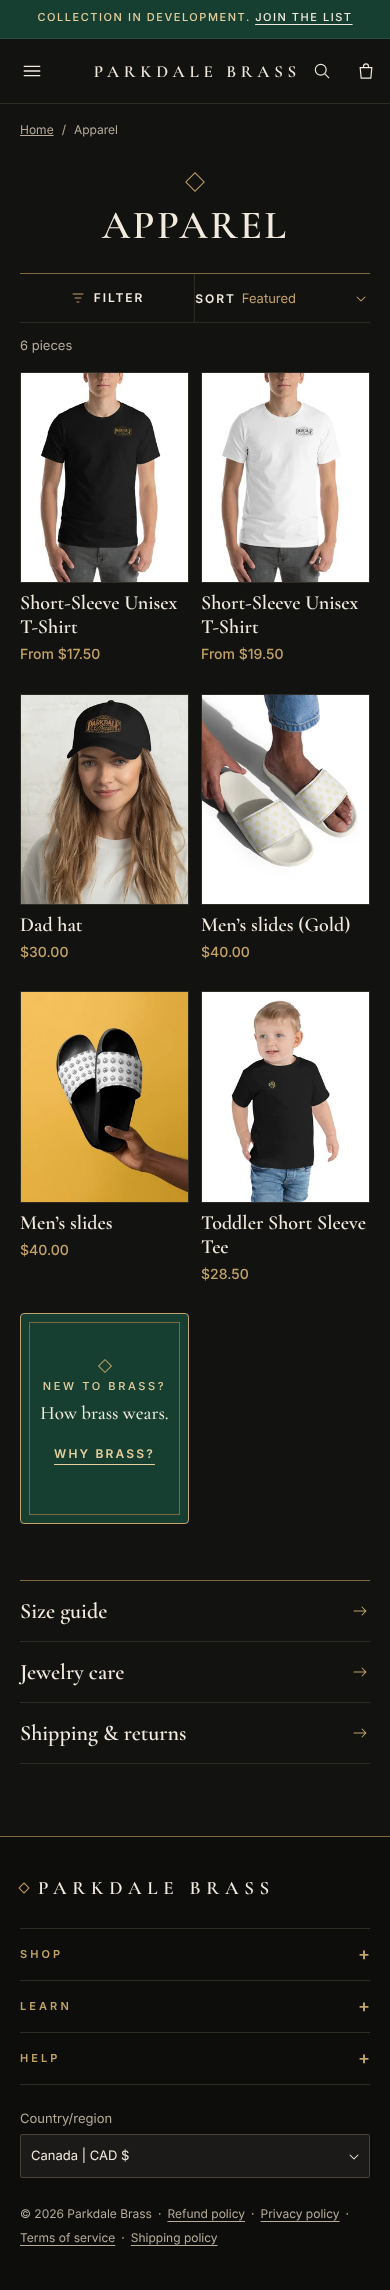 COLLECTION IN DEVELOPMENT. JOIN THE LIST
PARKDALE BRASS
Home / Apparel
APPAREL
FILTER
SORT Featured
6 pieces
Short-Sleeve Unisex
T-Shirt
From $17.50
Short-Sleeve Unisex
T-Shirt
From $19.50
PARKDALE
Dad hat
$30.00
Men’s slides (Gold)
$40.00
Men’s slides
$40.00
Toddler Short Sleeve
Tee
$28.50
NEW TO BRASS?
How brass wears.
WHY BRASS?
Size guide
Jewelry care
Shipping & returns
PARKDALE BRASS
SHOP
LEARN
HELP
Country/region
Canada | CAD $
© 2026 Parkdale Brass · Refund policy · Privacy policy ·
Terms of service · Shipping policy